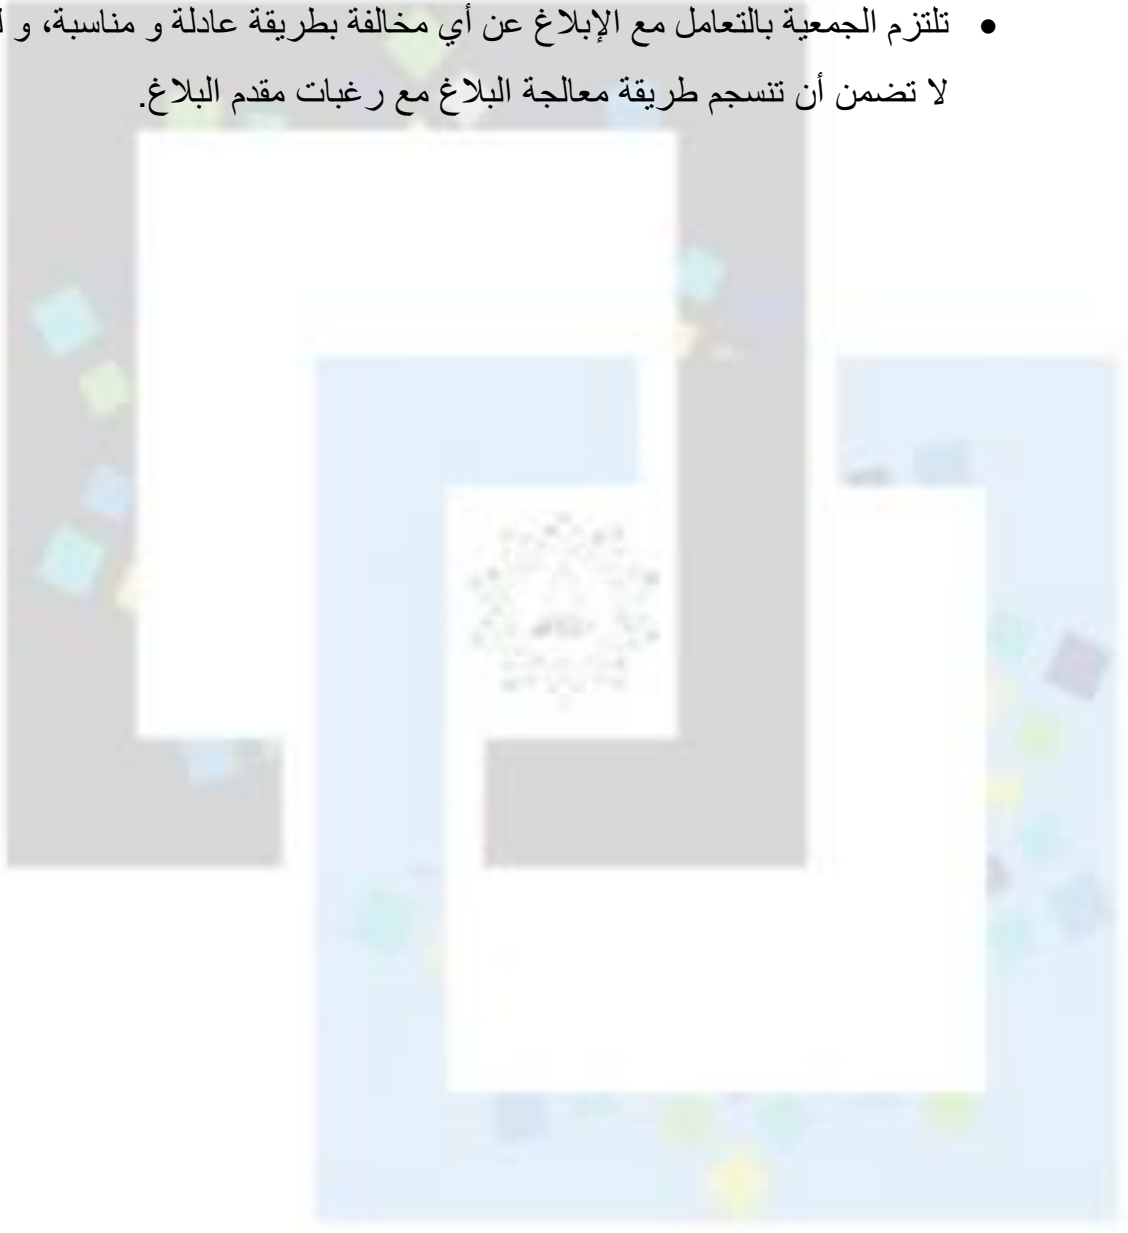 • تلتزم الجمعية بالتعامل مع الإبلاغ عن أي مخالفة بطريقة عادلة و مناسبة، و
لا تضمن أن تنسجم طريقة معالجة البلاغ مع رغبات مقدم البلاغ.